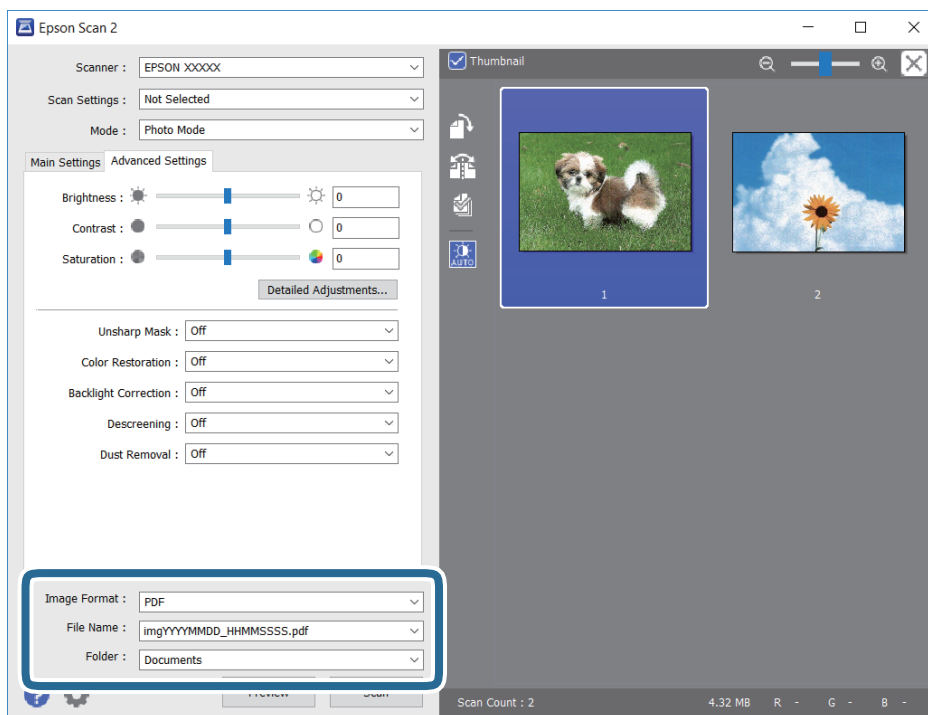 Epson Scan 2
Scanner : EPSON XXXXX
Scan Settings : Not Selected
Mode : Photo Mode
Main Settings Advanced Settings
Brightness : 0
Contrast : 0
Saturation : 0
Detailed Adjustments...
Unsharp Mask : Off
Color Restoration : Off
Backlight Correction : Off
Descreening : Off
Dust Removal : Off
Image Format : PDF
File Name : imgYYYYMMDD_HHMMSSSS.pdf
Folder : Documents
Preview Scan
Thumbnail
AUTO
1 2
Scan Count : 2 4.32 MB R - G - B -